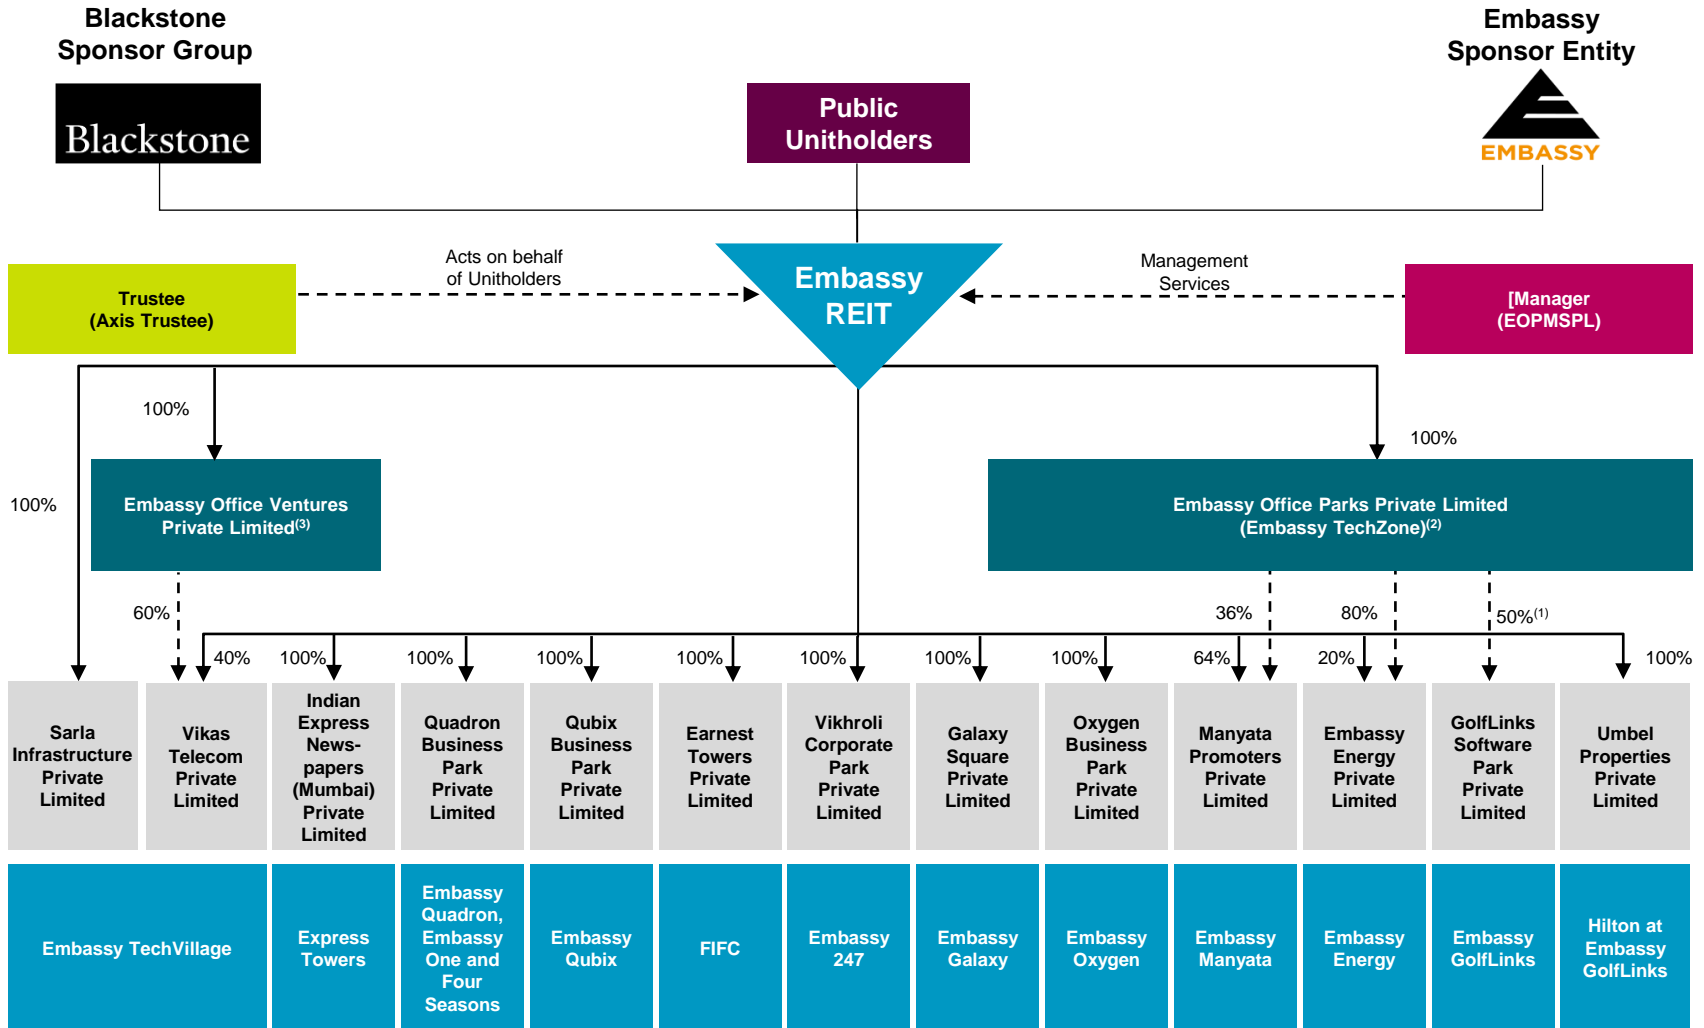 Blackstone
Sponsor Group
Blackstone
Public
Unitholders
Embassy
Sponsor Entity
EMBASSY
Trustee
(Axis Trustee)
Acts on behalf
of Unitholders
Embassy
REIT
Management
Services
[Manager
(EOPMSPL)
100%
100%
100%
Embassy Office Ventures
Private Limited(3)
Embassy Office Parks Private Limited
(Embassy TechZone)(2)
60%
36%
80%
50%(1)
40%
100%
100%
100%
100%
100%
100%
100%
64%
20%
100%
Sarla
Infrastructure
Private
Limited
Vikas
Telecom
Private
Limited
Indian
Express
News-
papers
(Mumbai)
Private
Limited
Quadron
Business
Park
Private
Limited
Qubix
Business
Park
Private
Limited
Earnest
Towers
Private
Limited
Vikhroli
Corporate
Park
Private
Limited
Galaxy
Square
Private
Limited
Oxygen
Business
Park
Private
Limited
Manyata
Promoters
Private
Limited
Embassy
Energy
Private
Limited
GolfLinks
Software
Park
Private
Limited
Umbel
Properties
Private
Limited
Embassy TechVillage
Express
Towers
Embassy
Quadron,
Embassy
One and
Four
Seasons
Embassy
Qubix
FIFC
Embassy
247
Embassy
Galaxy
Embassy
Oxygen
Embassy
Manyata
Embassy
Energy
Embassy
GolfLinks
Hilton at
Embassy
GolfLinks